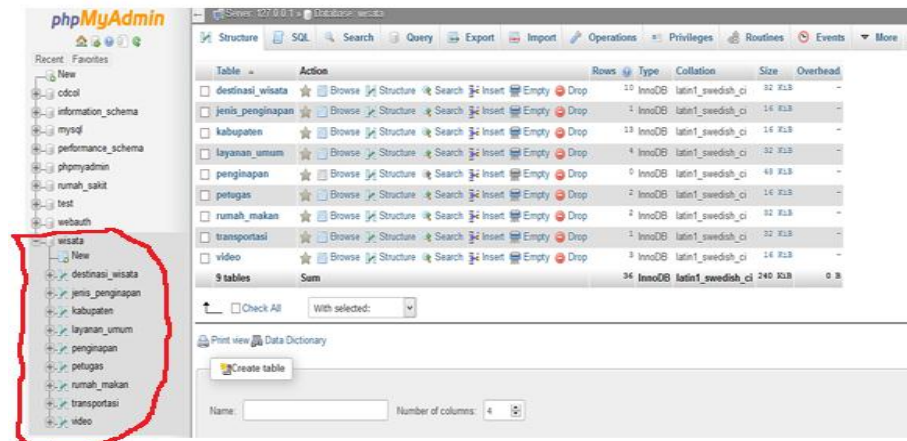 phpMyAdmin
Recent Favorites
New
cdcol
information_schema
mysql
performance_schema
phpmyadmin
rumah_sakit
test
webauth
wisata
New
destinasi_wisata
jenis_penginapan
kabupaten
layanan_umum
penginapan
petugas
rumah_makan
transportasi
video
Server: 127.0.0.1 » Database: wisata
Structure SQL Search Query Export Import Operations Privileges Routines Events More
Table Action Rows Type Collation Size Overhead
destinasi_wisata Browse Structure Search Insert Empty Drop 10 InnoDB latin1_swedish_ci 32 KiB -
jenis_penginapan Browse Structure Search Insert Empty Drop 1 InnoDB latin1_swedish_ci 16 KiB -
kabupaten Browse Structure Search Insert Empty Drop 13 InnoDB latin1_swedish_ci 16 KiB -
layanan_umum Browse Structure Search Insert Empty Drop 4 InnoDB latin1_swedish_ci 32 KiB -
penginapan Browse Structure Search Insert Empty Drop 0 InnoDB latin1_swedish_ci 48 KiB -
petugas Browse Structure Search Insert Empty Drop 2 InnoDB latin1_swedish_ci 16 KiB -
rumah_makan Browse Structure Search Insert Empty Drop 2 InnoDB latin1_swedish_ci 32 KiB -
transportasi Browse Structure Search Insert Empty Drop 1 InnoDB latin1_swedish_ci 32 KiB -
video Browse Structure Search Insert Empty Drop 3 InnoDB latin1_swedish_ci 16 KiB -
9 tables Sum 36 InnoDB latin1_swedish_ci 240 KiB 0 B
Check All With selected:
Print view Data Dictionary
Create table
Name: Number of columns: 4